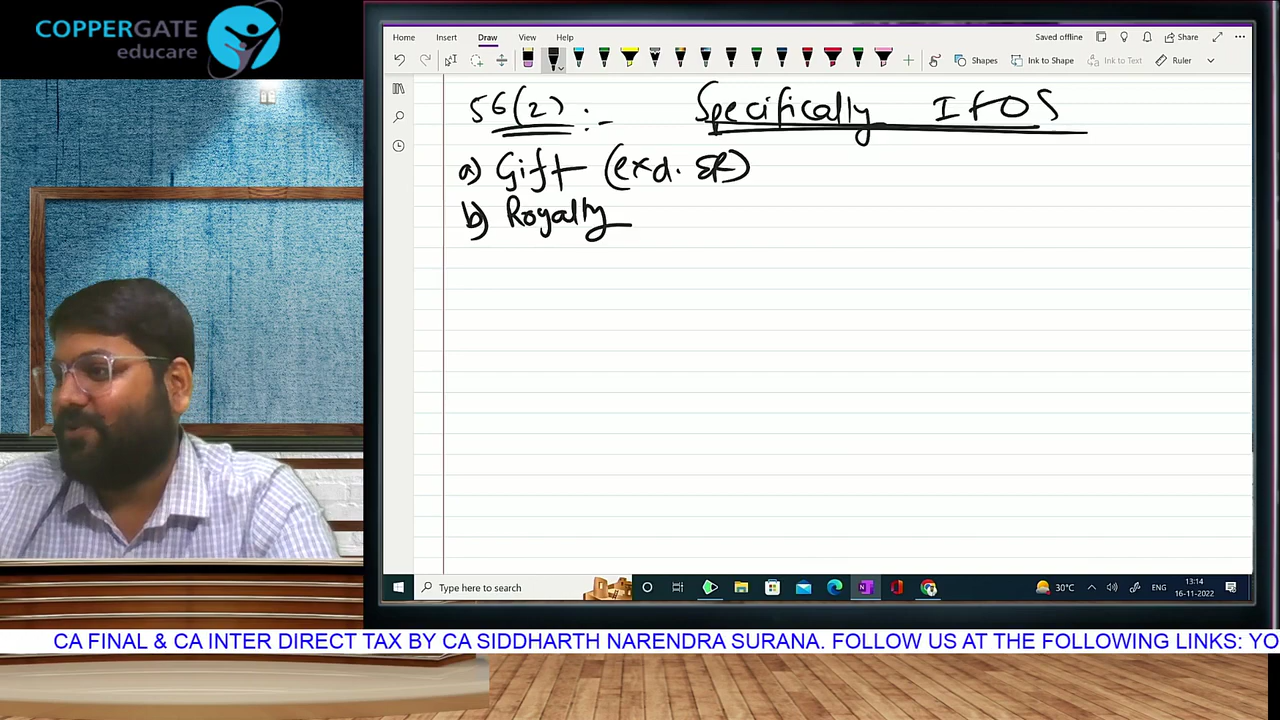 COPPERGATE
educare
Home Insert Draw View Help
Saved offline Share
Shapes Ink to Shape Ink to Text Ruler
56(2) :- Specifically IFOS
a) Gift (exd. SR)
b) Royalty
Type here to search
30°C ENG 13:14 16-11-2022
CA FINAL & CA INTER DIRECT TAX BY CA SIDDHARTH NARENDRA SURANA. FOLLOW US AT THE FOLLOWING LINKS: YO